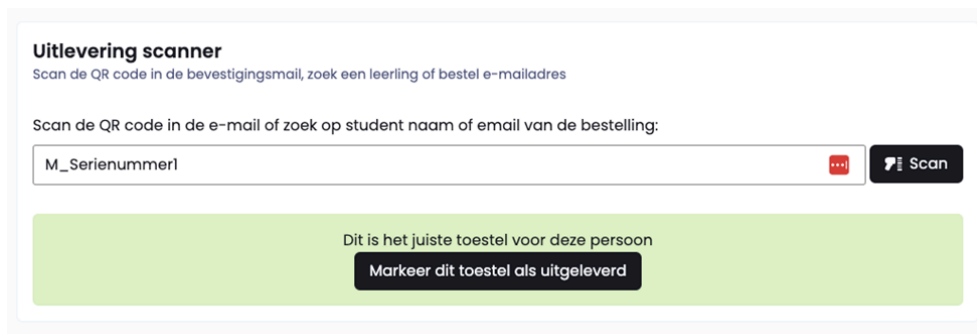 Uitlevering scanner
Scan de QR code in de bevestigingsmail, zoek een leerling of bestel e-mailadres
Scan de QR code in de e-mail of zoek op student naam of email van de bestelling:
M_Serienummer1
Scan
Dit is het juiste toestel voor deze persoon
Markeer dit toestel als uitgeleverd